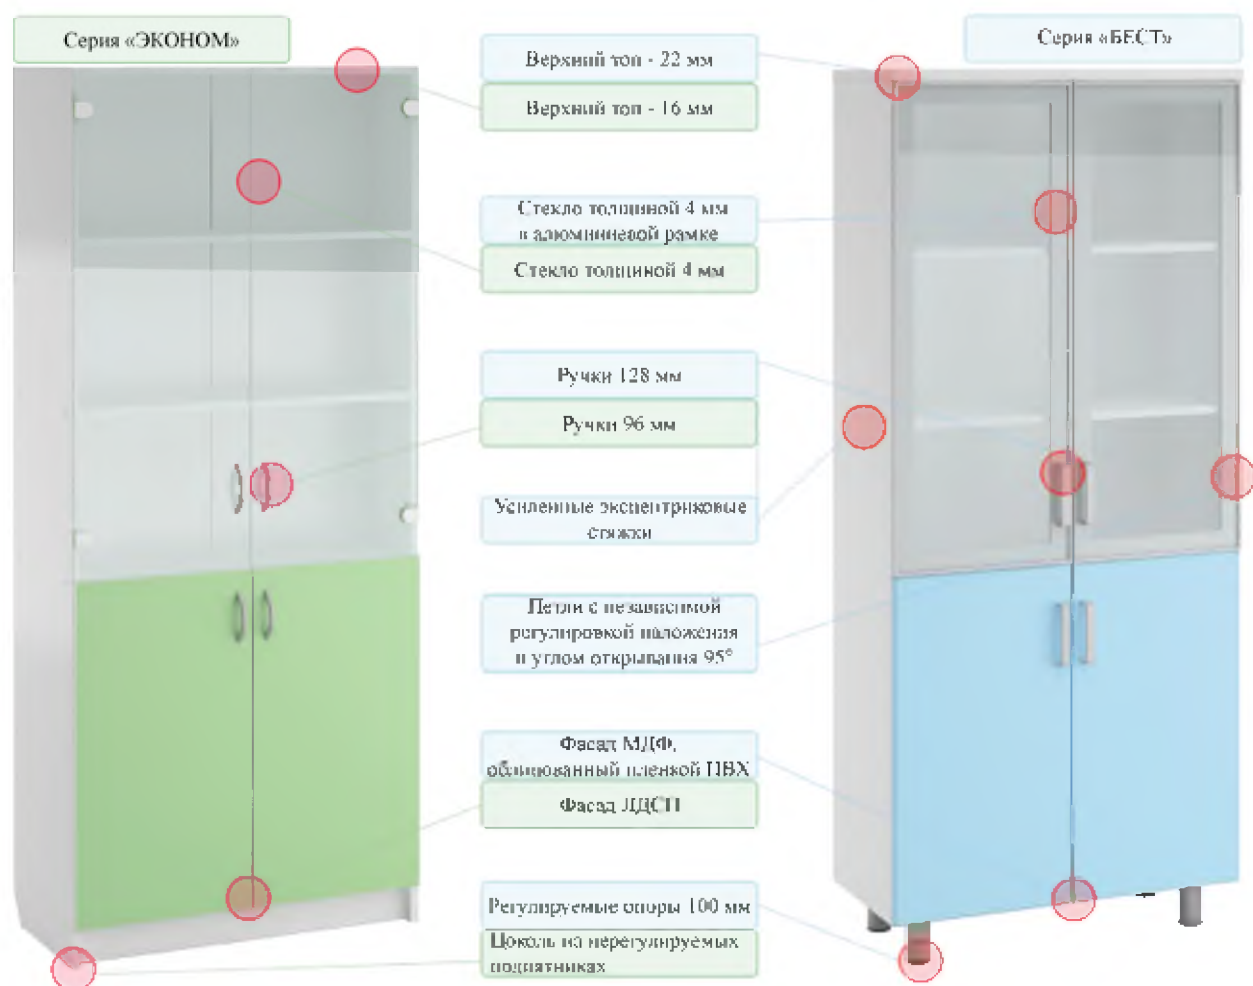 Серия «ЭКОНОМ»
Серия «БЕСТ»
Верхний топ - 22 мм
Верхний топ - 16 мм
Стекло толщиной 4 мм
в алюминиевой рамке
Стекло толщиной 4 мм
Ручки 128 мм
Ручки 96 мм
Усиленные эксцентриковые
стяжки
Петли с независимой
регулировкой наложения
и углом открывания 95°
Фасад МДФ,
облицованный пленкой ПВХ
Фасад ЛДСП
Регулируемые опоры 100 мм
Цоколь на нерегулируемых
подпятниках